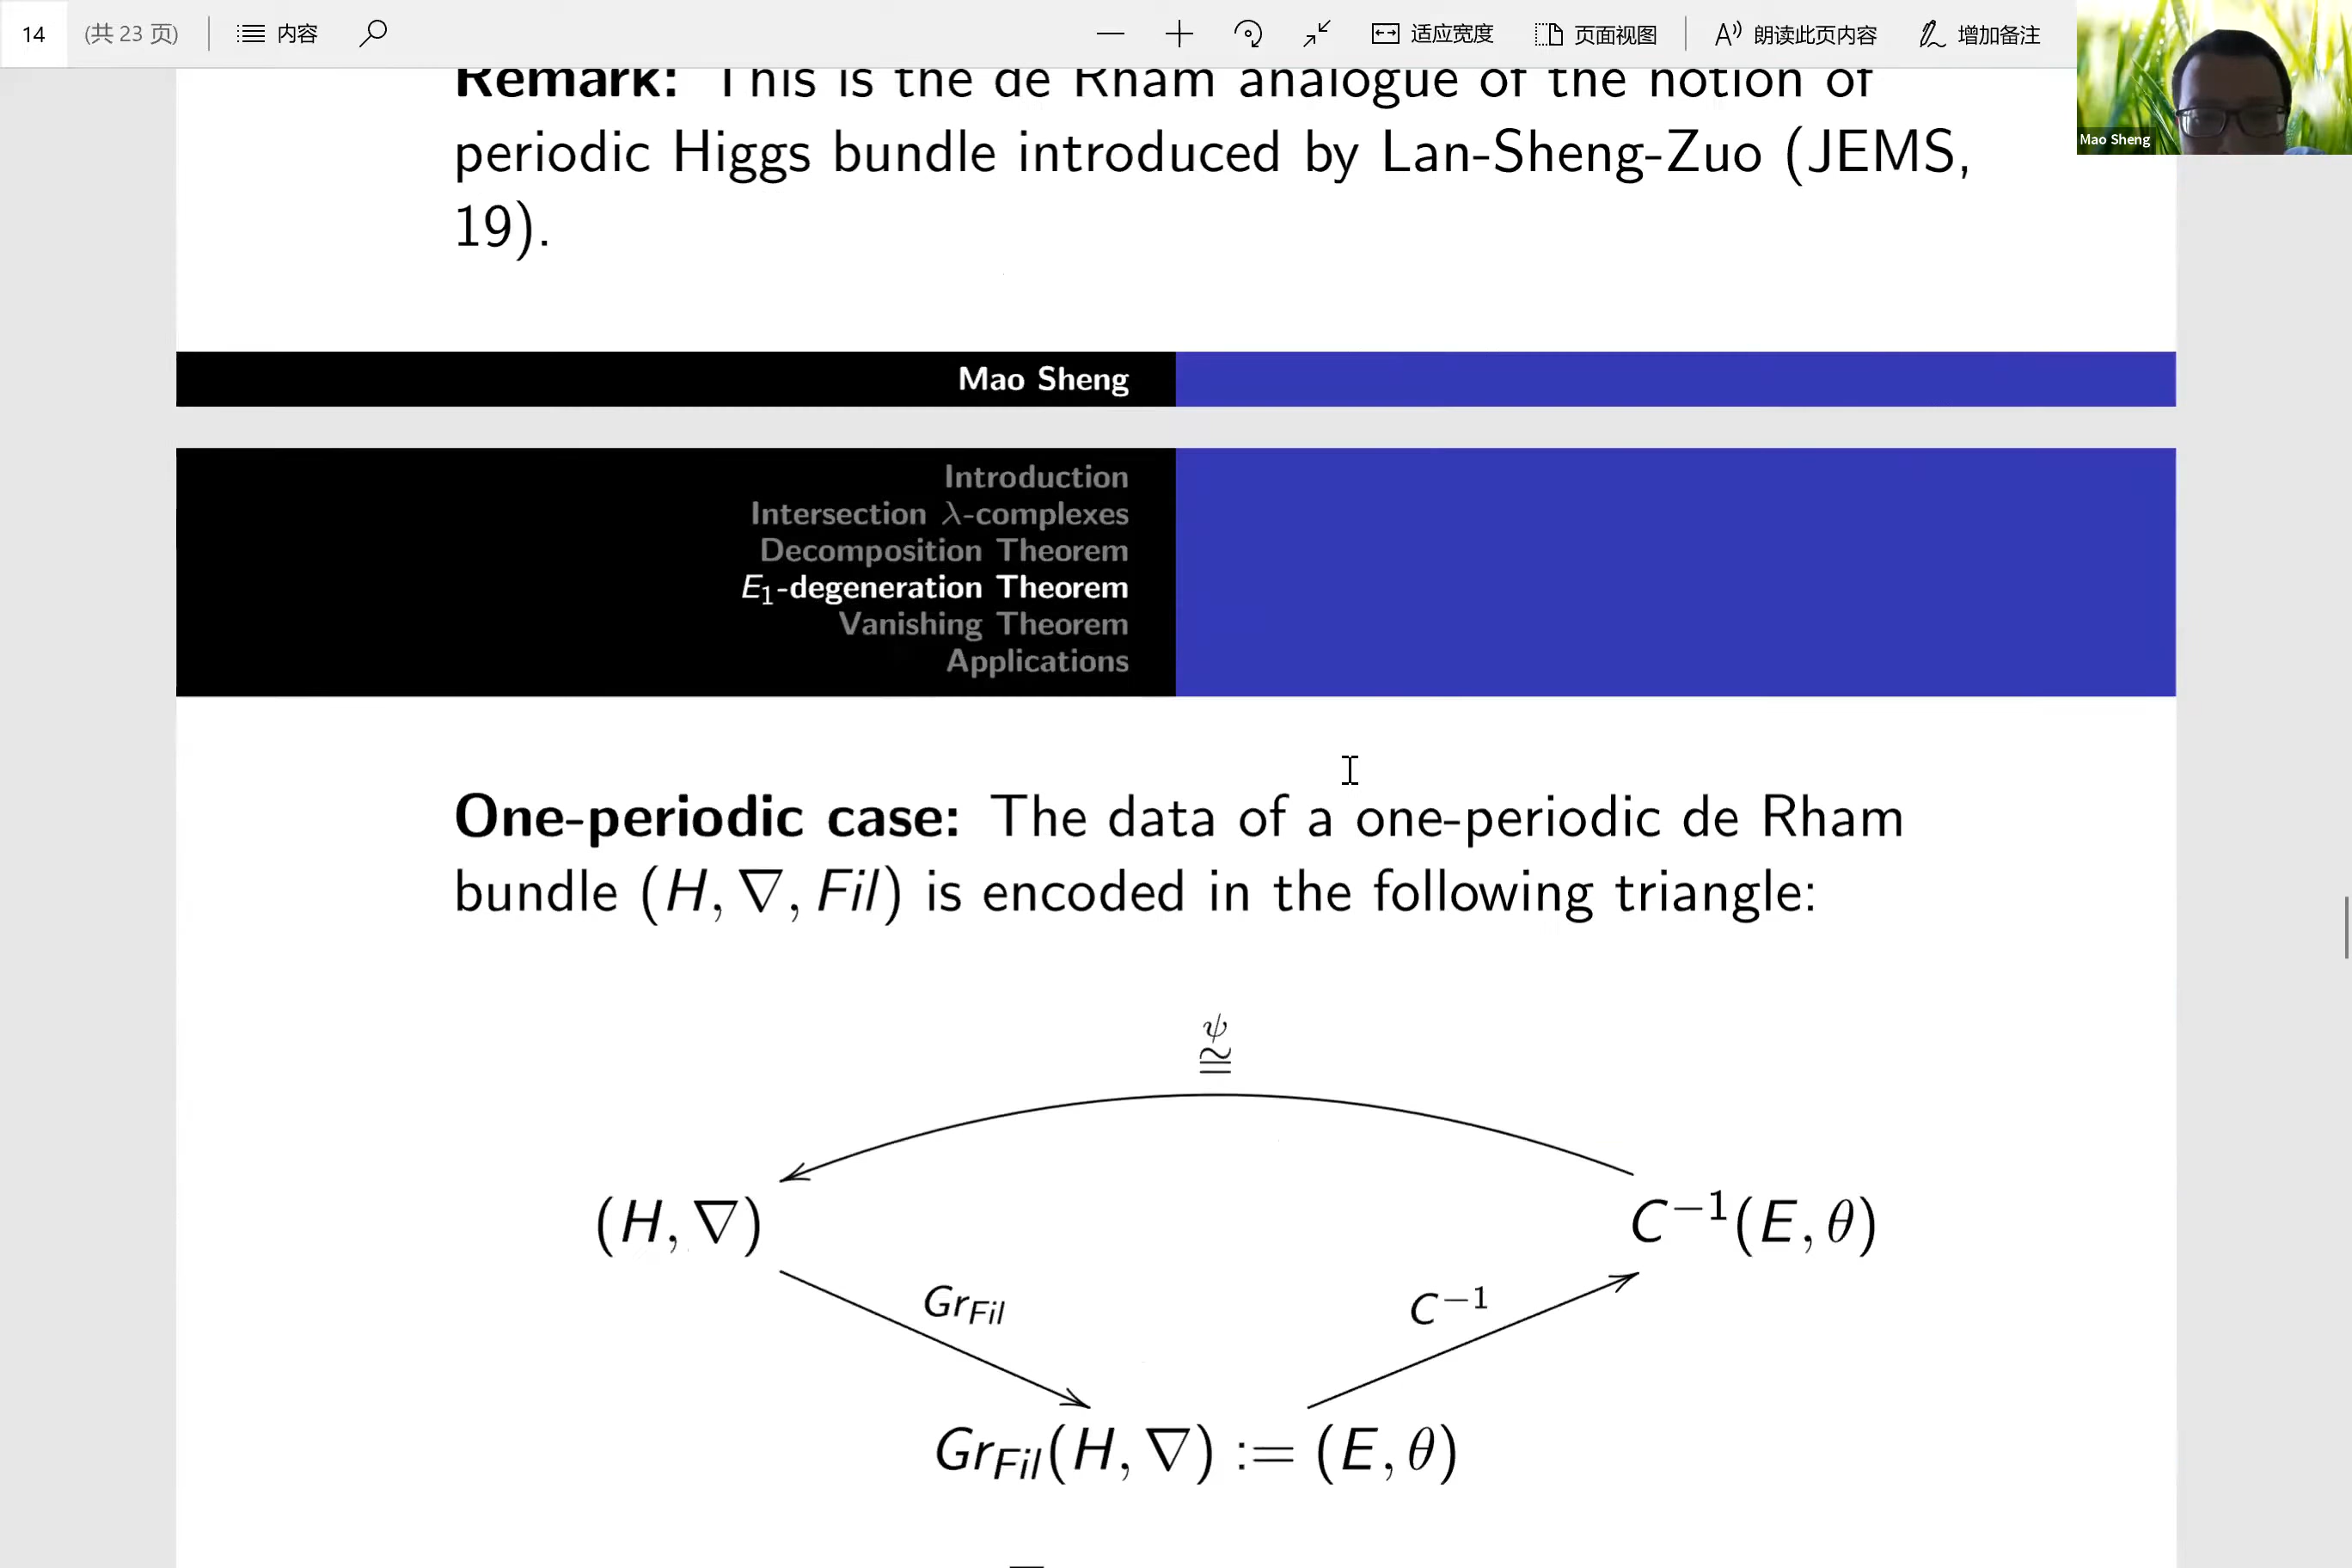 14 (共 23 页) 内容 适应宽度 页面视图 朗读此页内容 增加备注
Mao Sheng
Remark: This is the de Rham analogue of the notion of
periodic Higgs bundle introduced by Lan-Sheng-Zuo (JEMS,
19).
Mao Sheng
Introduction
Intersection λ-complexes
Decomposition Theorem
E₁-degeneration Theorem
Vanishing Theorem
Applications
One-periodic case: The data of a one-periodic de Rham
bundle (H, ∇, Fil) is encoded in the following triangle:
ψ
≅
(H, ∇) C⁻¹(E, θ)
Gr_Fil C⁻¹
Gr_Fil(H, ∇) := (E, θ)